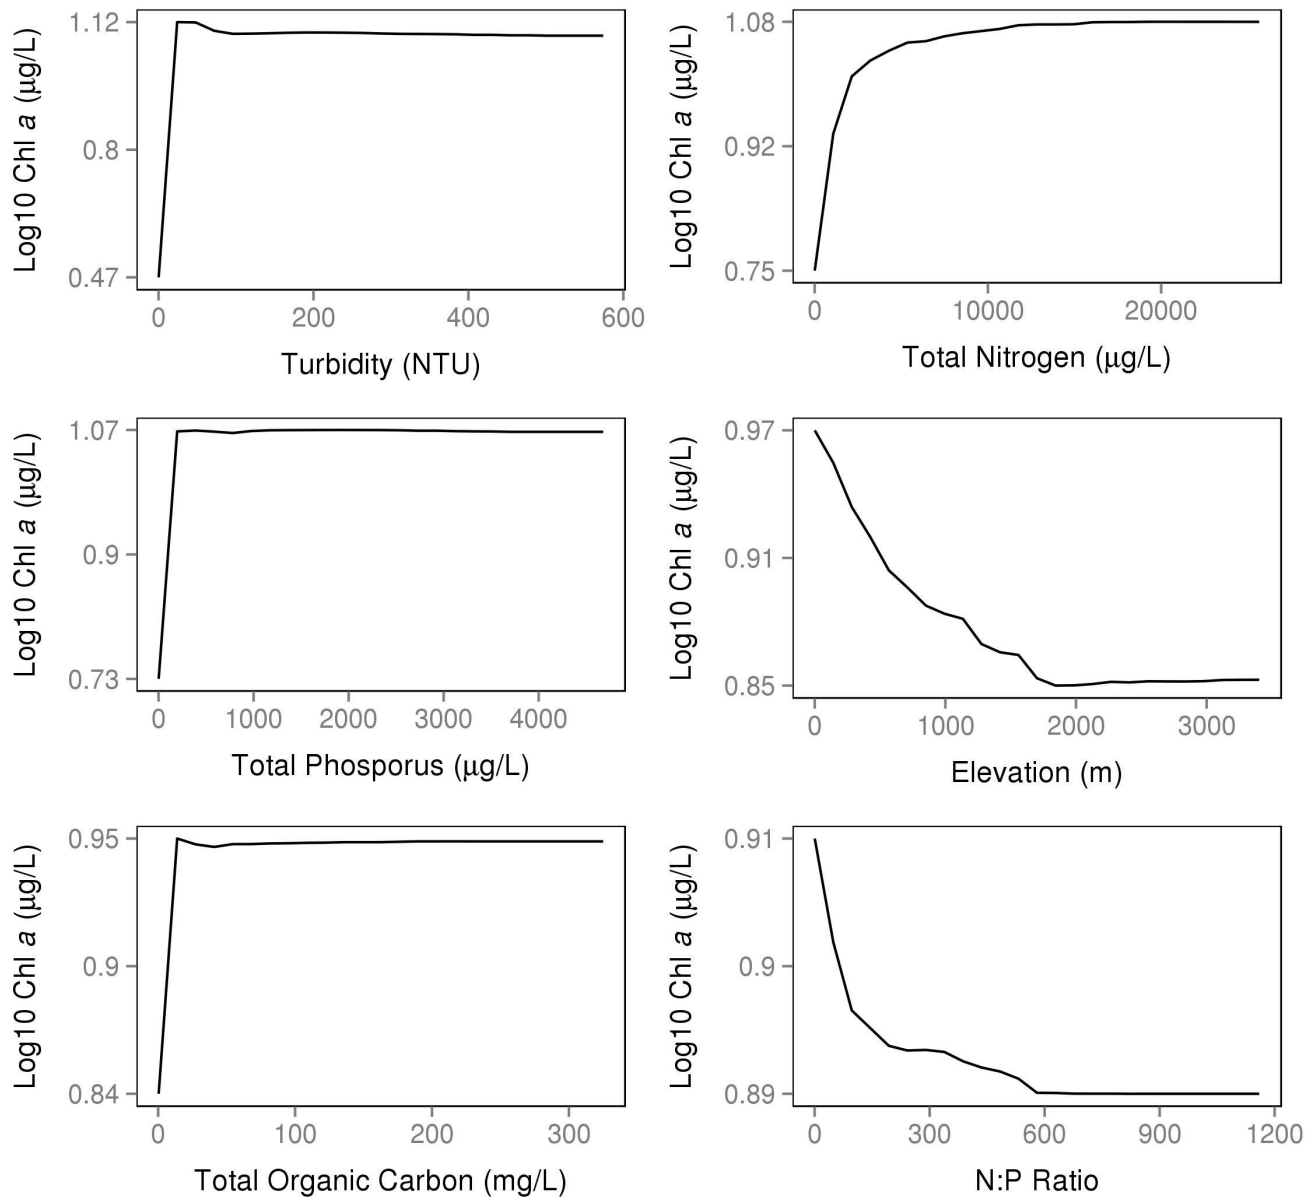 Log10 Chl a (μg/L)
1.12
0.8
0.47
0 200 400 600
Turbidity (NTU)
Log10 Chl a (μg/L)
1.08
0.92
0.75
0 10000 20000
Total Nitrogen (μg/L)
Log10 Chl a (μg/L)
1.07
0.9
0.73
0 1000 2000 3000 4000
Total Phosporus (μg/L)
Log10 Chl a (μg/L)
0.97
0.91
0.85
0 1000 2000 3000
Elevation (m)
Log10 Chl a (μg/L)
0.95
0.9
0.84
0 100 200 300
Total Organic Carbon (mg/L)
Log10 Chl a (μg/L)
0.91
0.9
0.89
0 300 600 900 1200
N:P Ratio